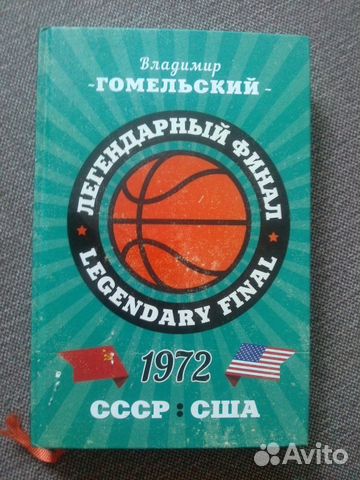 Владимир
-ГОМЕЛЬСКИЙ-
ЛЕГЕНДАРНЫЙ ФИНАЛ
LEGENDARY FINAL
1972
СССР : США
Avito